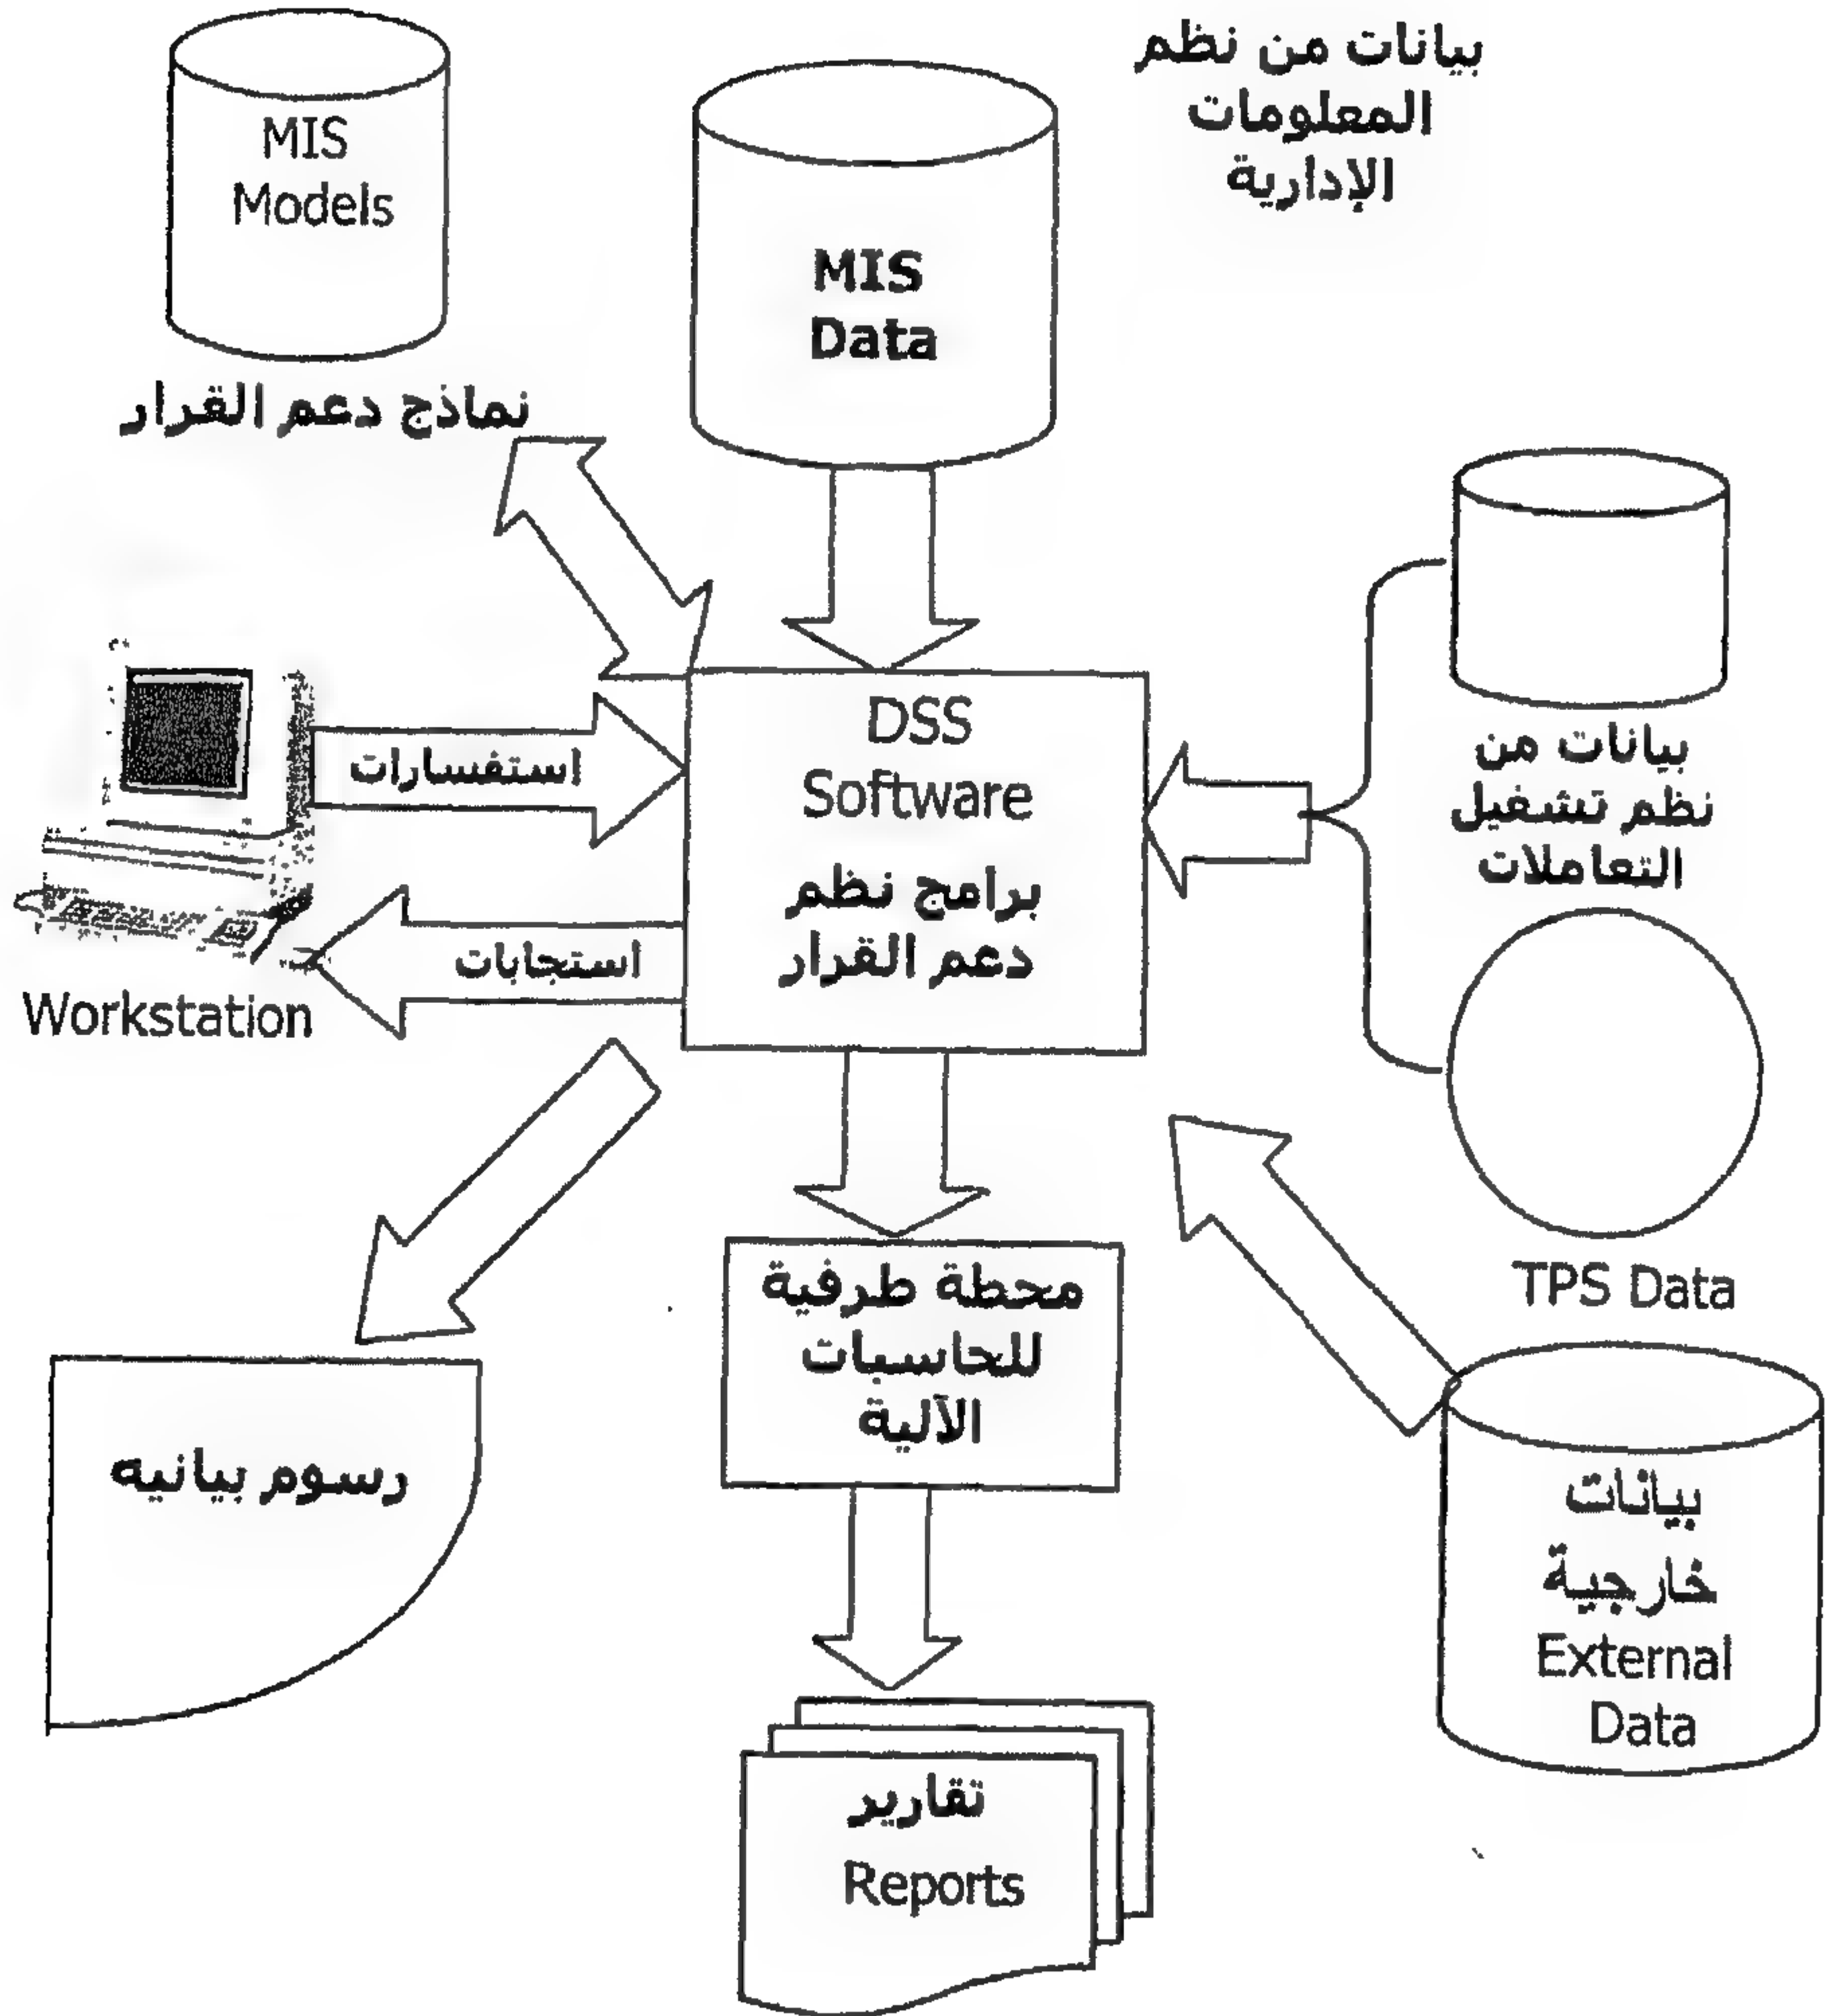 MIS
Models
نماذج دعم القرار
MIS
Data
بيانات من نظم
المعلومات
الإدارية
استفسارات
استجابات
Workstation
DSS
Software
برامج نظم
دعم القرار
بيانات من
نظم تشغيل
التعاملات
TPS Data
محطة طرفية
للحاسبات
الآلية
رسوم بيانيه
بيانات
خارجية
External
Data
تقارير
Reports